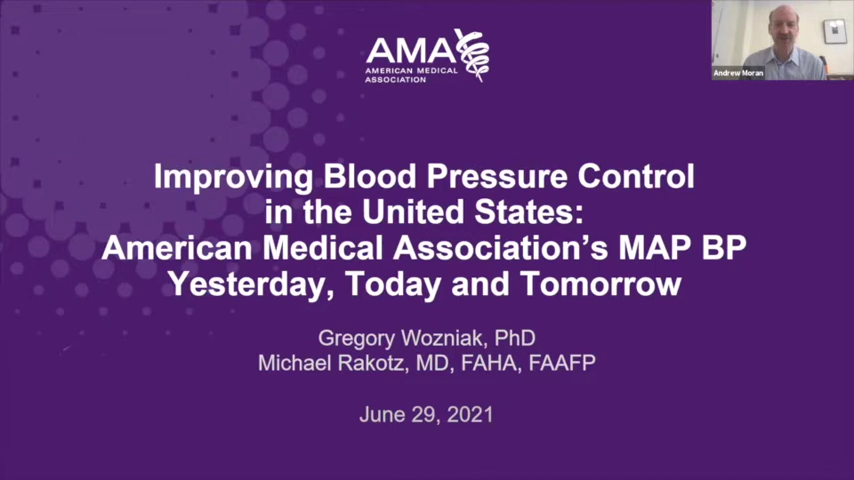 AMA
AMERICAN MEDICAL
ASSOCIATION
Andrew Moran
Improving Blood Pressure Control
in the United States:
American Medical Association's MAP BP
Yesterday, Today and Tomorrow
Gregory Wozniak, PhD
Michael Rakotz, MD, FAHA, FAAFP
June 29, 2021